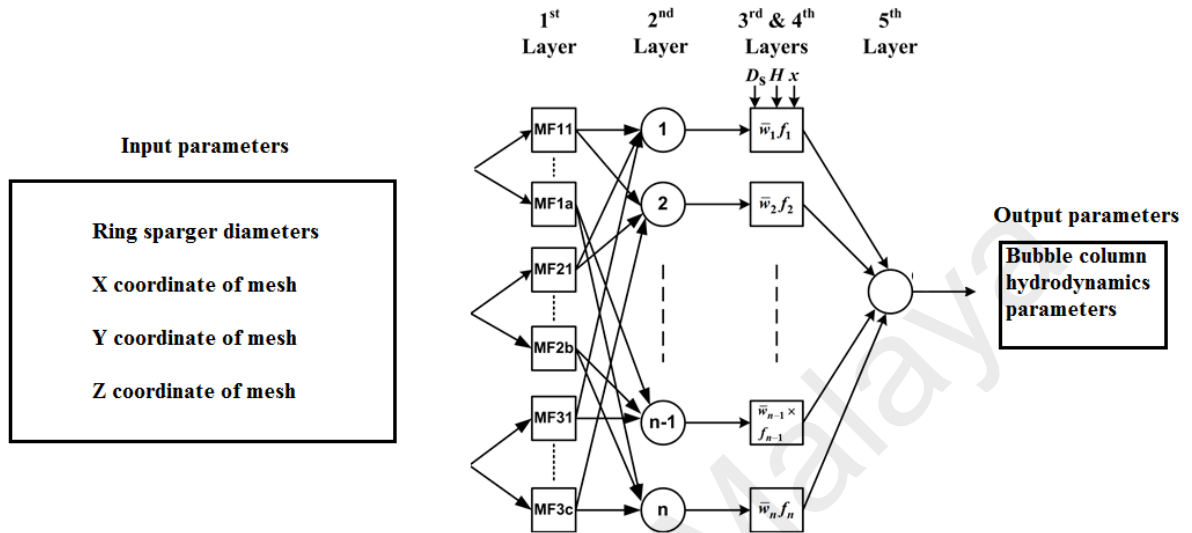 1st
Layer
2nd
Layer
3rd & 4th
Layers
5th
Layer
Ds H x
Input parameters
Ring sparger diameters
X coordinate of mesh
Y coordinate of mesh
Z coordinate of mesh
MF11
MF1a
MF21
MF2b
MF31
MF3c
1
2
n-1
n
w̅1 f1
w̅2 f2
w̅n−1 ×
fn−1
w̅n fn
Output parameters
Bubble column
hydrodynamics
parameters
Malaya